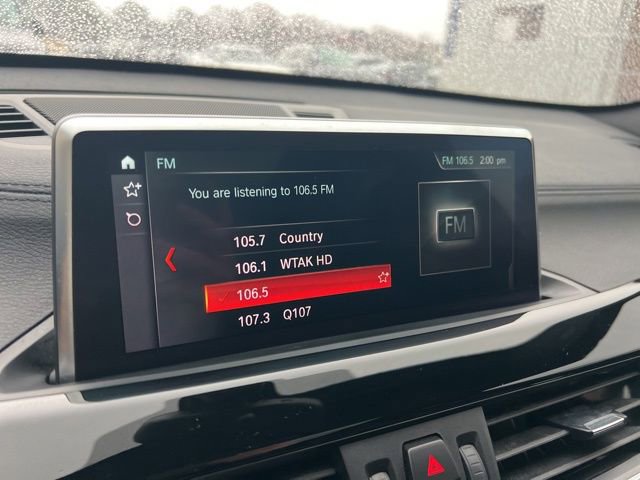 FM
FM 106.5 2:00 pm
You are listening to 106.5 FM
FM
105.7 Country
106.1 WTAK HD
106.5
107.3 Q107